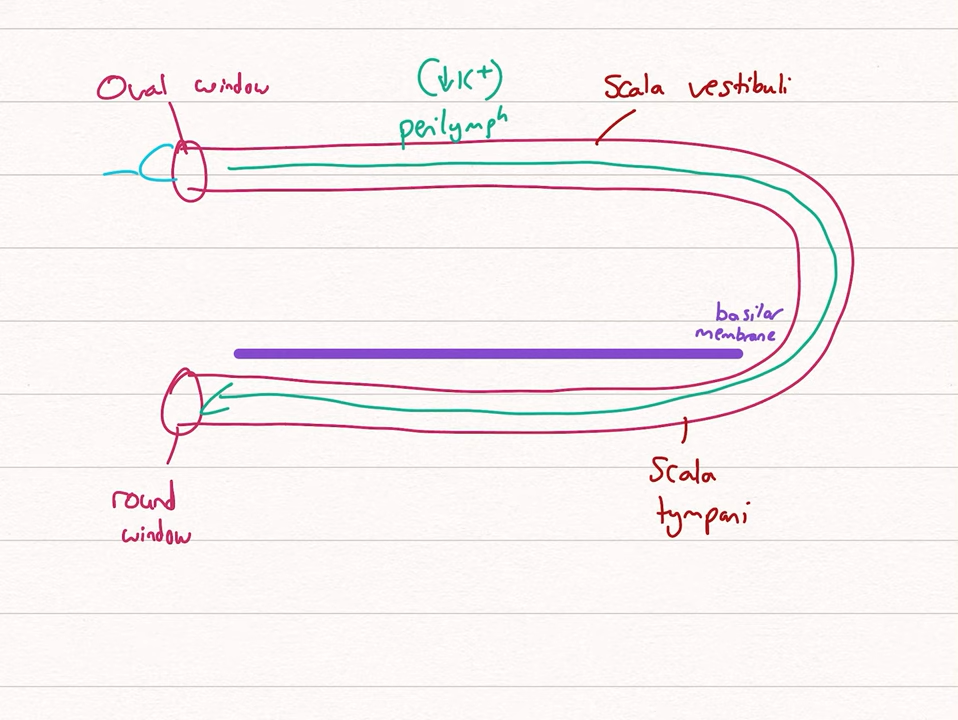 Oval window
(↓K+)
perilymph
Scala vestibuli
basilar
membrane
Scala
tympani
round
window